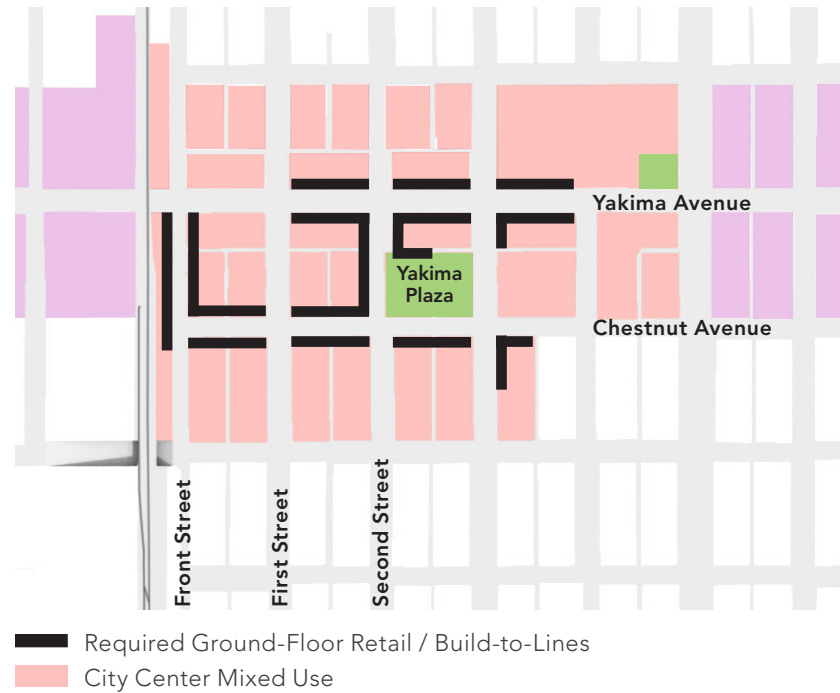 Yakima Avenue
Yakima
Plaza
Chestnut Avenue
Front Street
First Street
Second Street
Required Ground-Floor Retail / Build-to-Lines
City Center Mixed Use